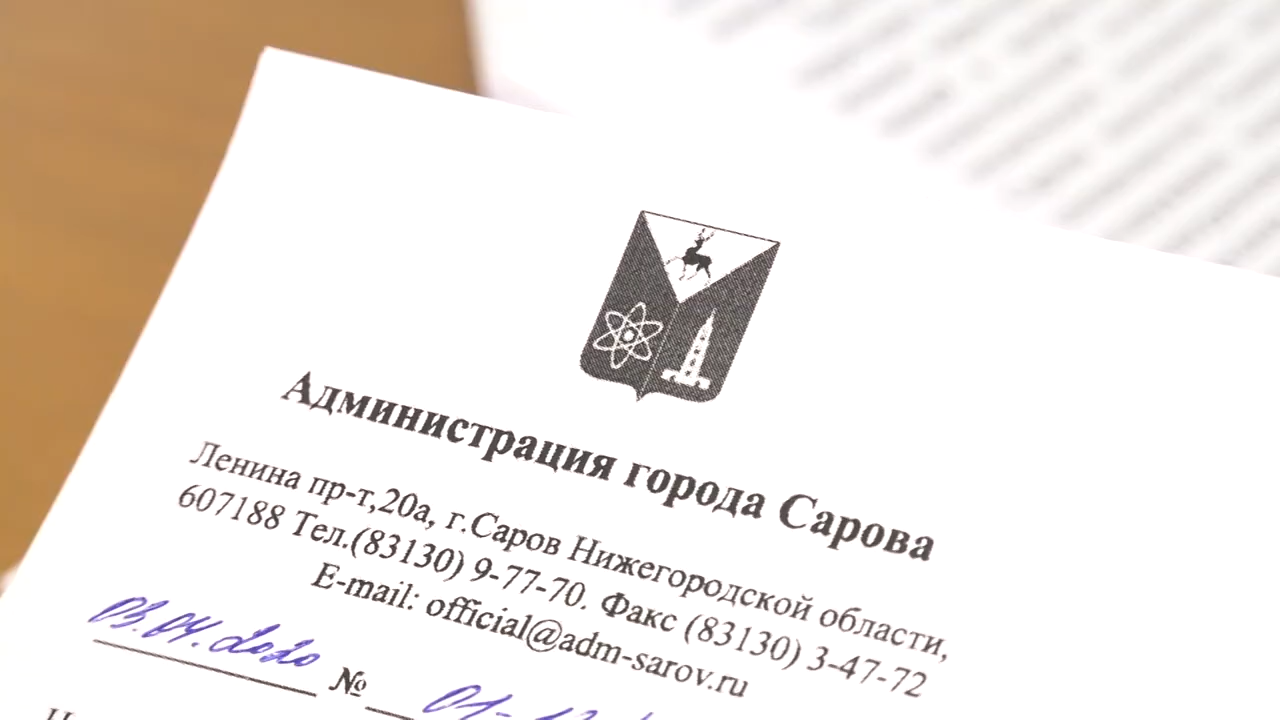 Администрация города Сарова
Ленина пр-т,20а, г.Саров Нижегородской области,
607188 Тел.(83130) 9-77-70. Факс (83130) 3-47-72
E-mail: official@adm-sarov.ru
03.04.2020 № 01-